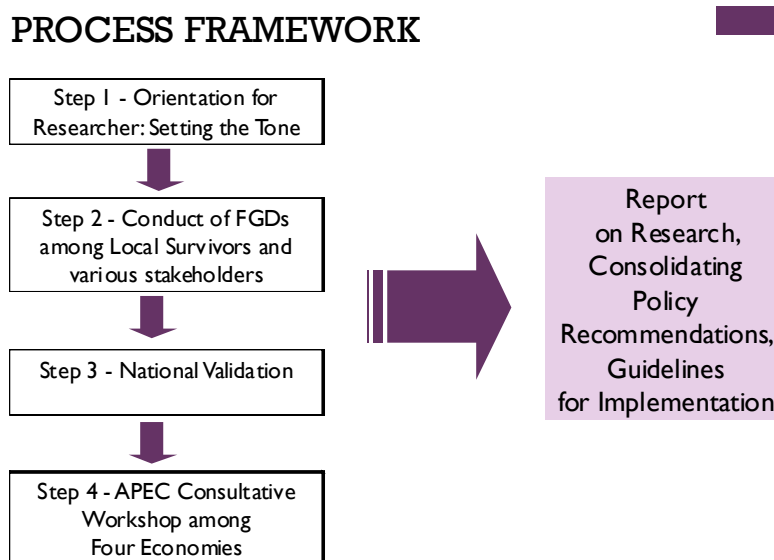 PROCESS FRAMEWORK
Step 1 - Orientation for
Researcher: Setting the Tone
Step 2 - Conduct of FGDs
among Local Survivors and
various stakeholders
Step 3 - National Validation
Step 4 - APEC Consultative
Workshop among
Four Economies
Report
on Research,
Consolidating
Policy
Recommendations,
Guidelines
for Implementation